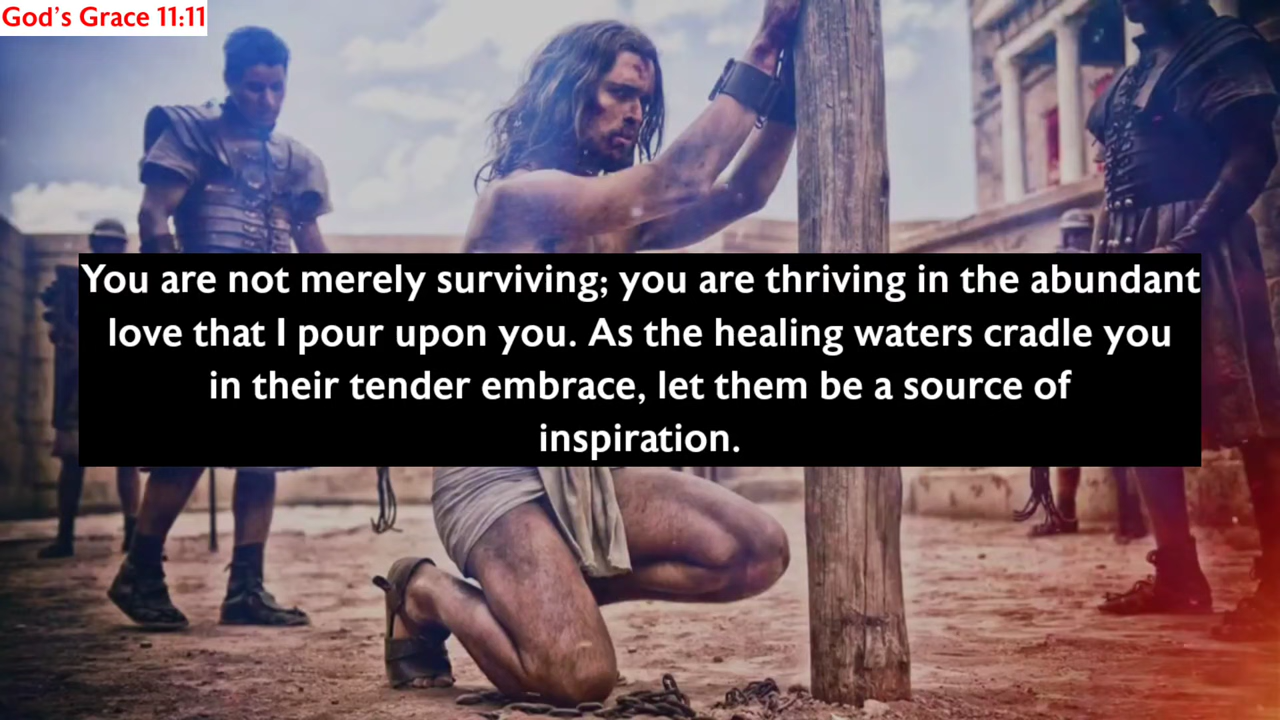 God's Grace 11:11
You are not merely surviving; you are thriving in the abundant
love that I pour upon you. As the healing waters cradle you
in their tender embrace, let them be a source of
inspiration.